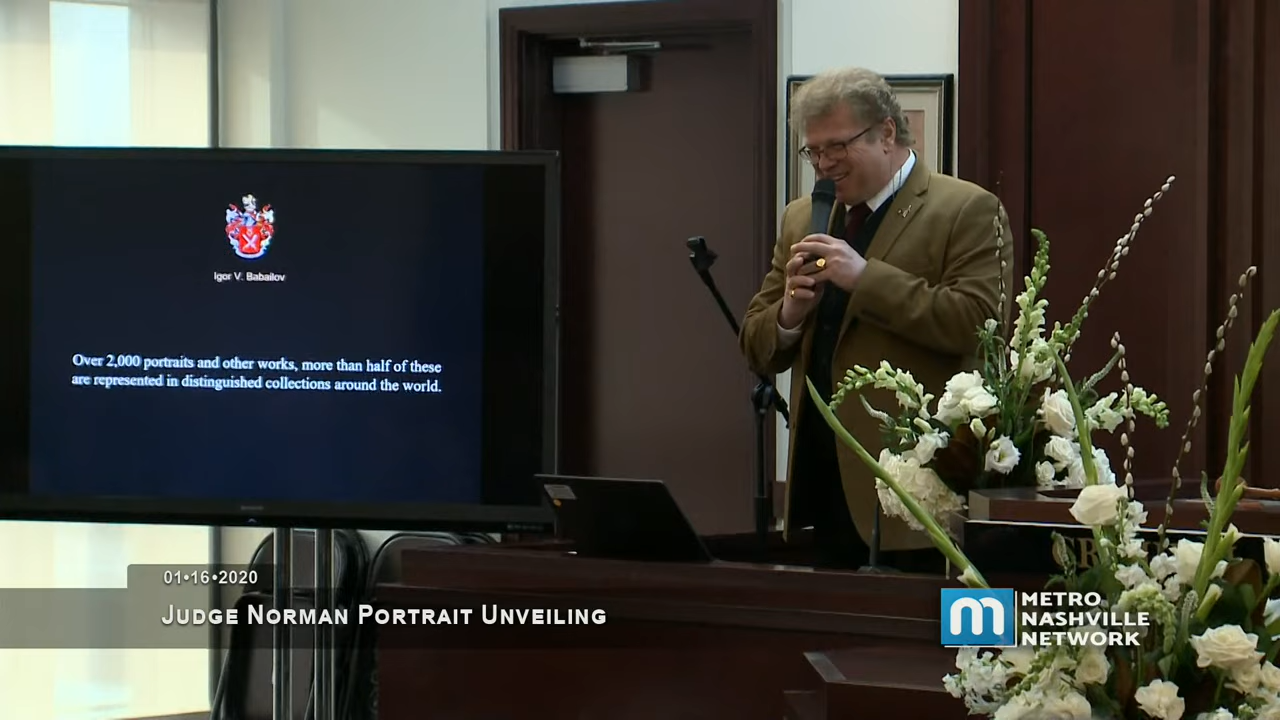 Igor V. Babailov
Over 2,000 portraits and other works, more than half of these
are represented in distinguished collections around the world.
01•16•2020
JUDGE NORMAN PORTRAIT UNVEILING
m
METRO
NASHVILLE
NETWORK